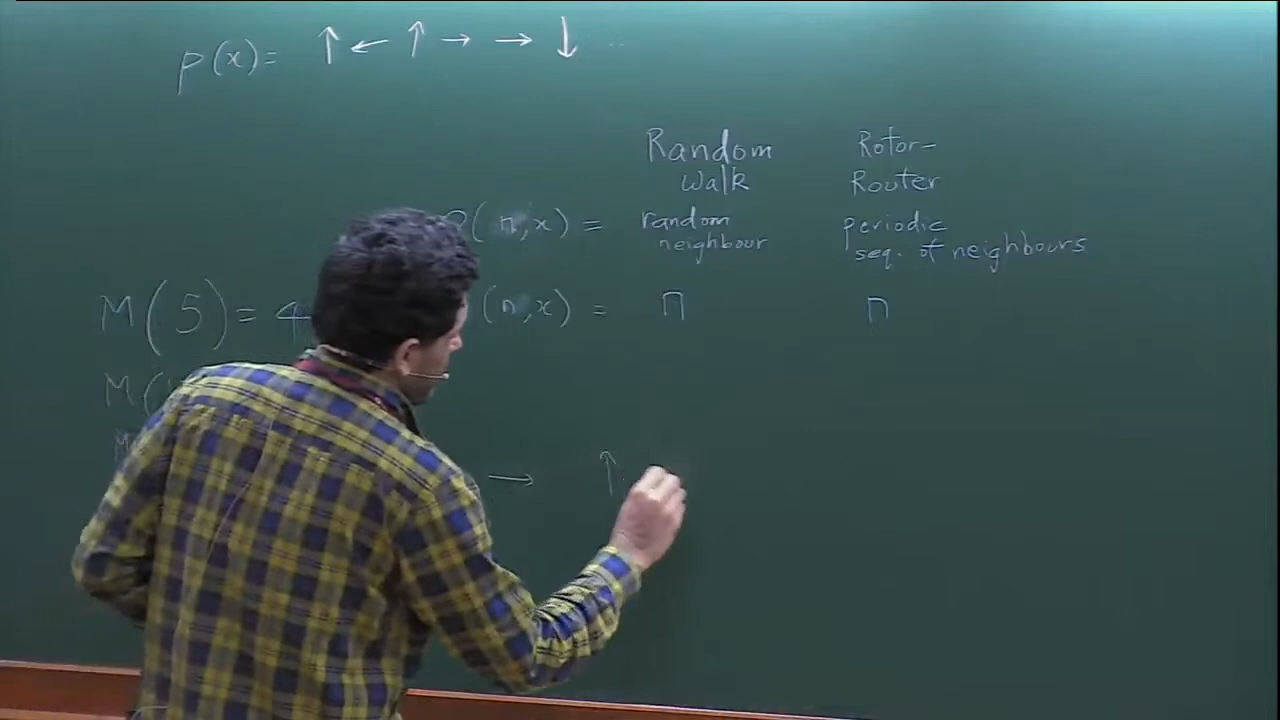 p(x) = ↑ ← ↑ → → ↓ ..
Random Walk
Rotor- Router
(n,x) = random neighbour
periodic seq. of neighbours
M(5) = 4
(n,x) = n n
M(
M
→ ↑